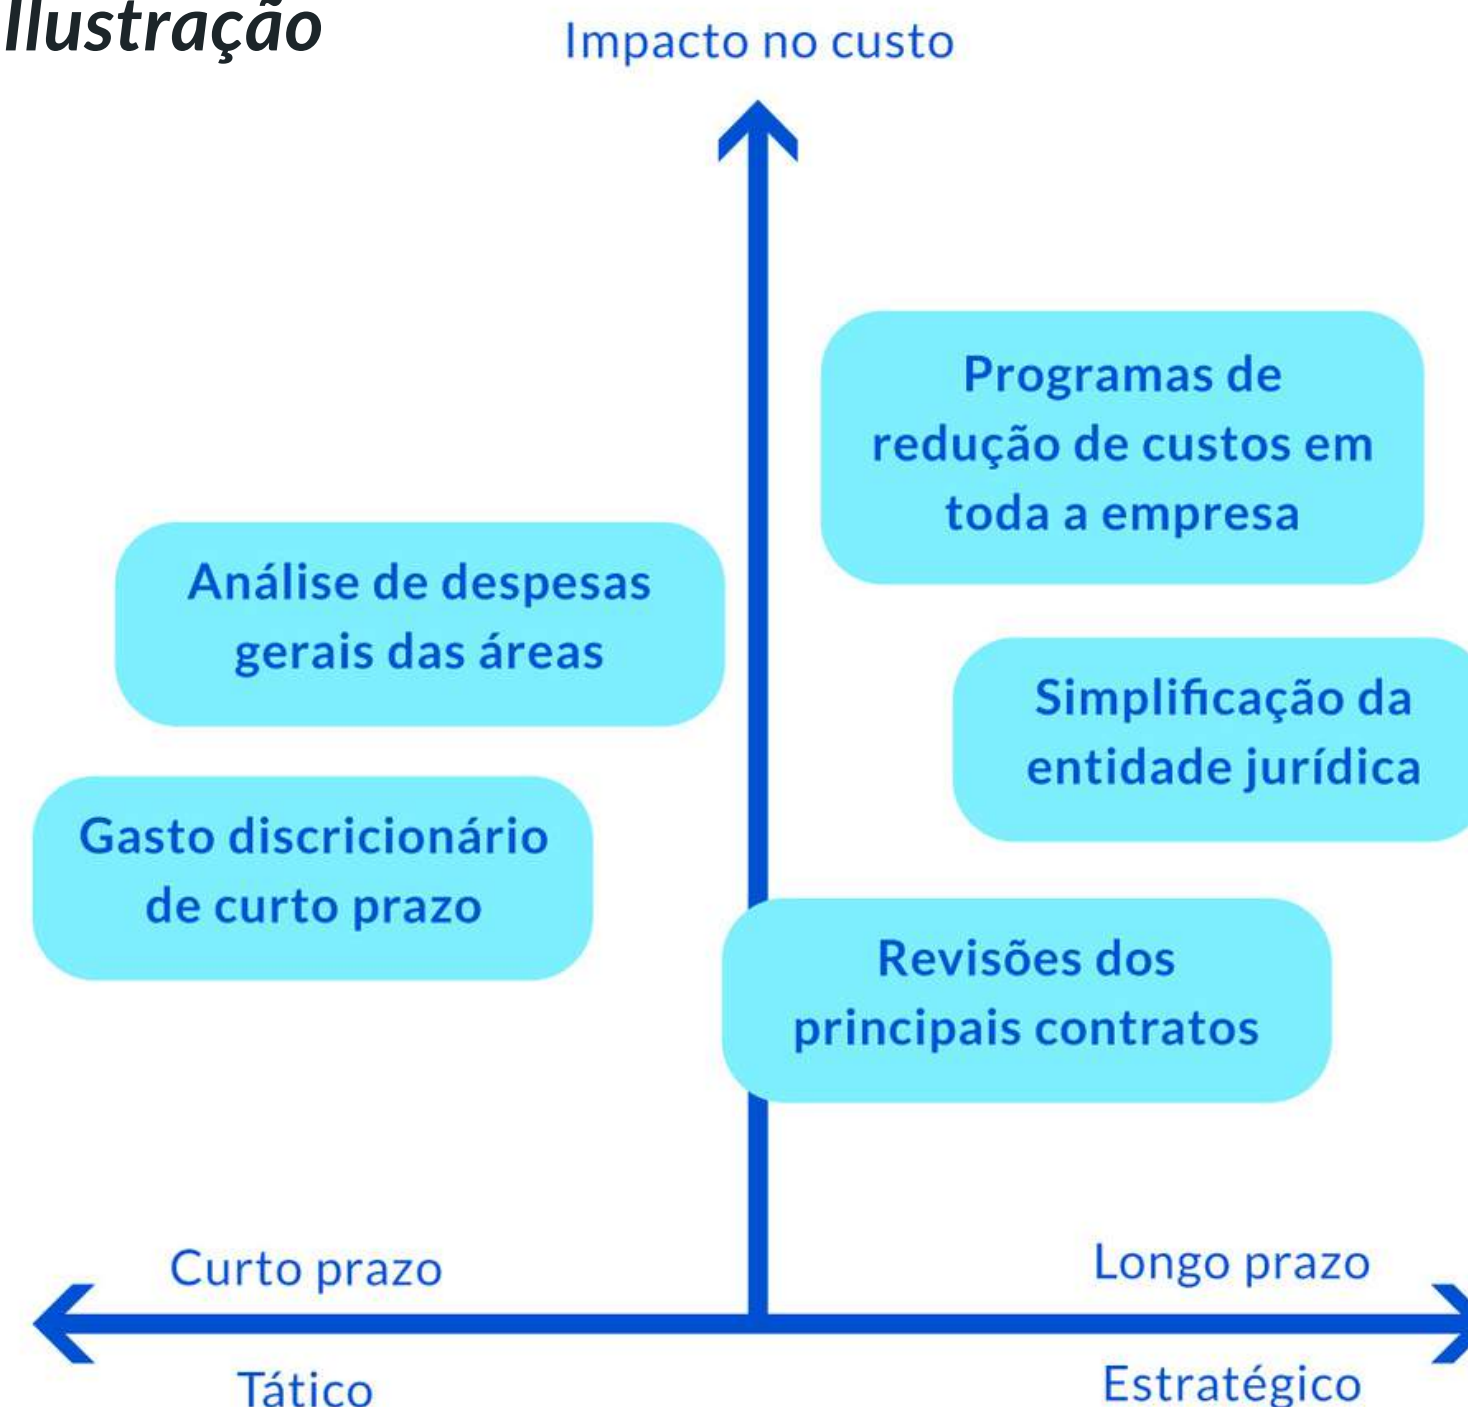 Ilustração
Impacto no custo
Programas de
redução de custos em
toda a empresa
Análise de despesas
gerais das áreas
Simplificação da
entidade jurídica
Gasto discricionário
de curto prazo
Revisões dos
principais contratos
Curto prazo
Longo prazo
Tático
Estratégico